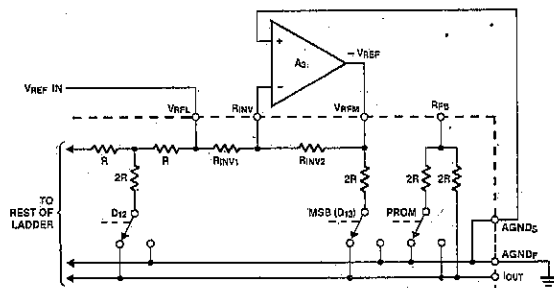 +
A3
−
− VREF
VREF IN
VRFL
RINV
VRFM
RFB
R
R
RINV1
RINV2
2R
2R
2R
2R
TO
REST OF
LADDER
D12
MSB (D13)
PROM
AGNDS
AGNDF
IOUT